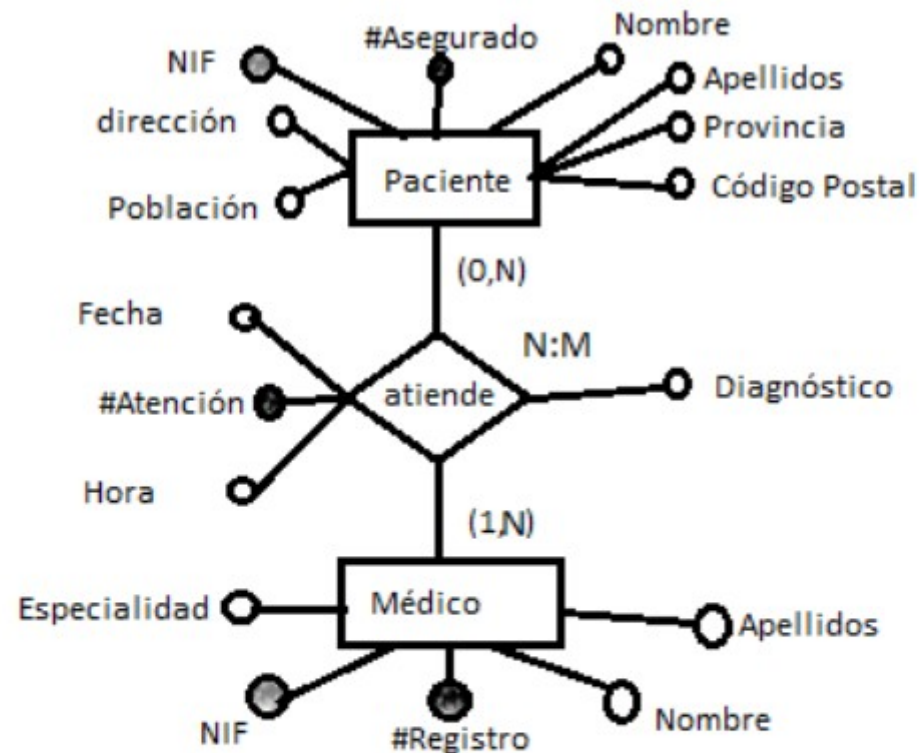 #Asegurado
Nombre
NIF
Apellidos
dirección
Provincia
Paciente
Código Postal
Población
(0,N)
Fecha
N:M
#Atención
atiende
Diagnóstico
Hora
(1,N)
Especialidad
Médico
Apellidos
NIF
#Registro
Nombre